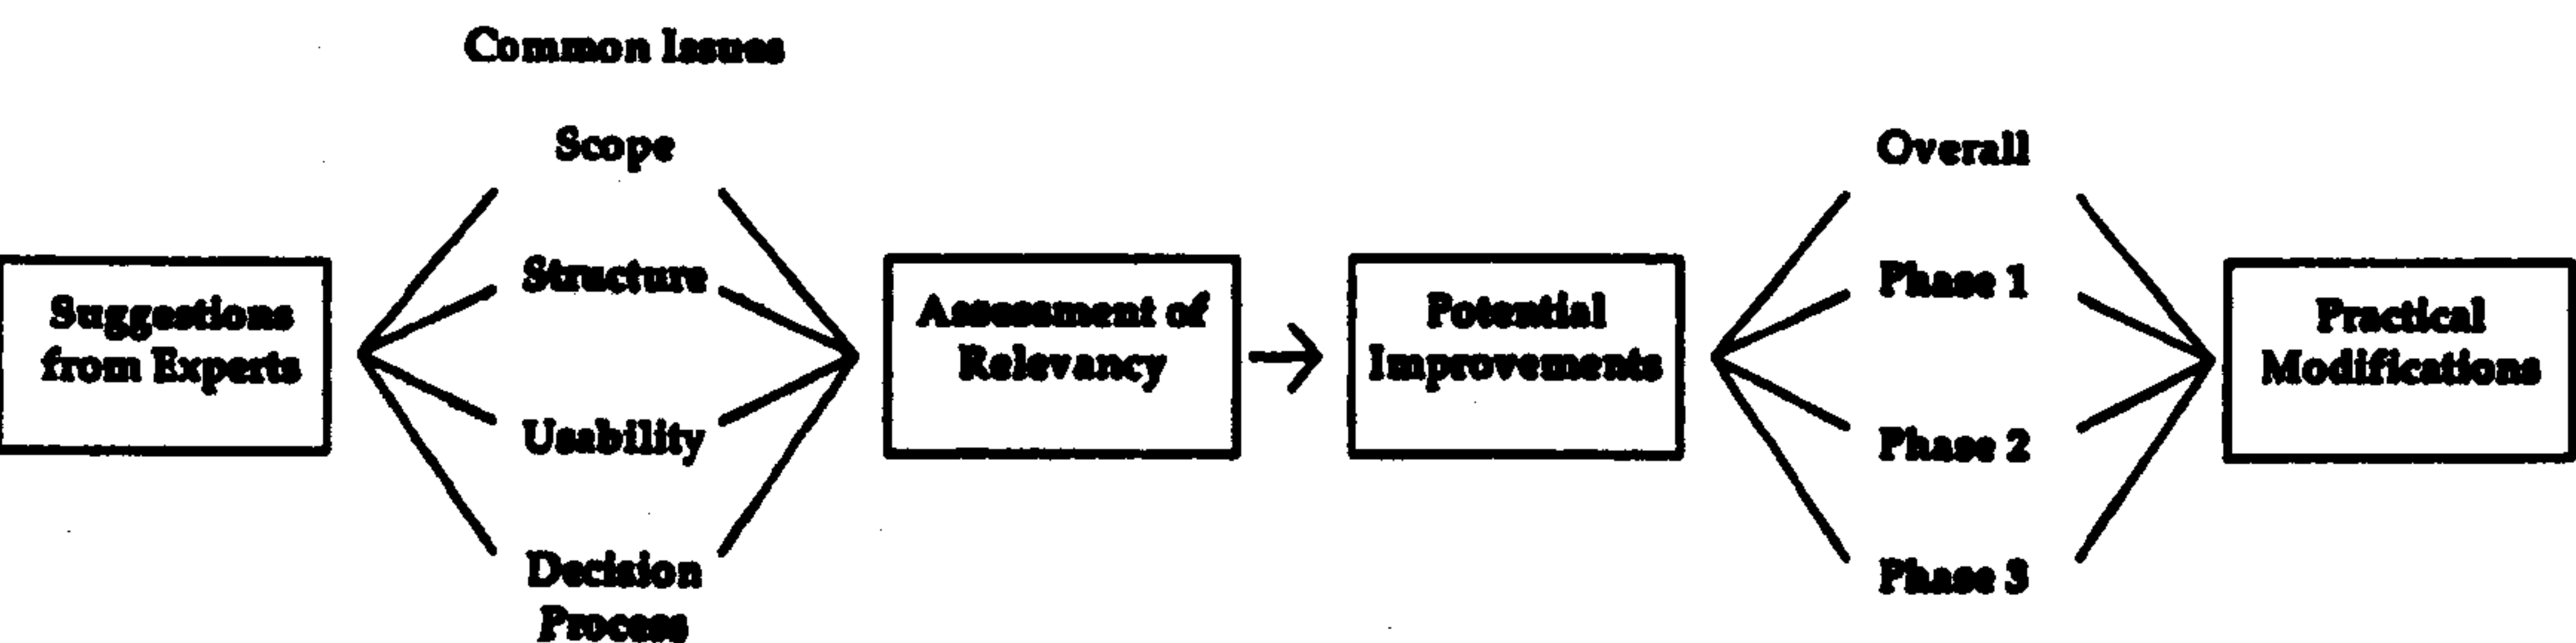 Common Issues
Scope
Structure
Usability
Decision
Process
Suggestions
from Experts
Assessment of
Relevancy
Potential
Improvements
Overall
Phase 1
Phase 2
Phase 3
Practical
Modifications